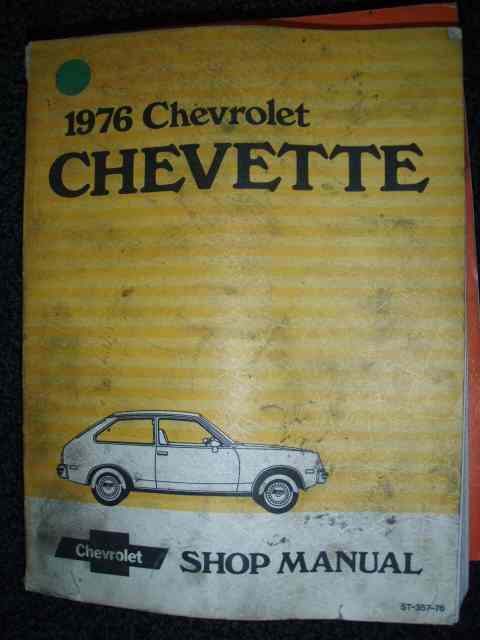 1976 Chevrolet
CHEVETTE
Chevrolet
SHOP MANUAL
ST-357-76